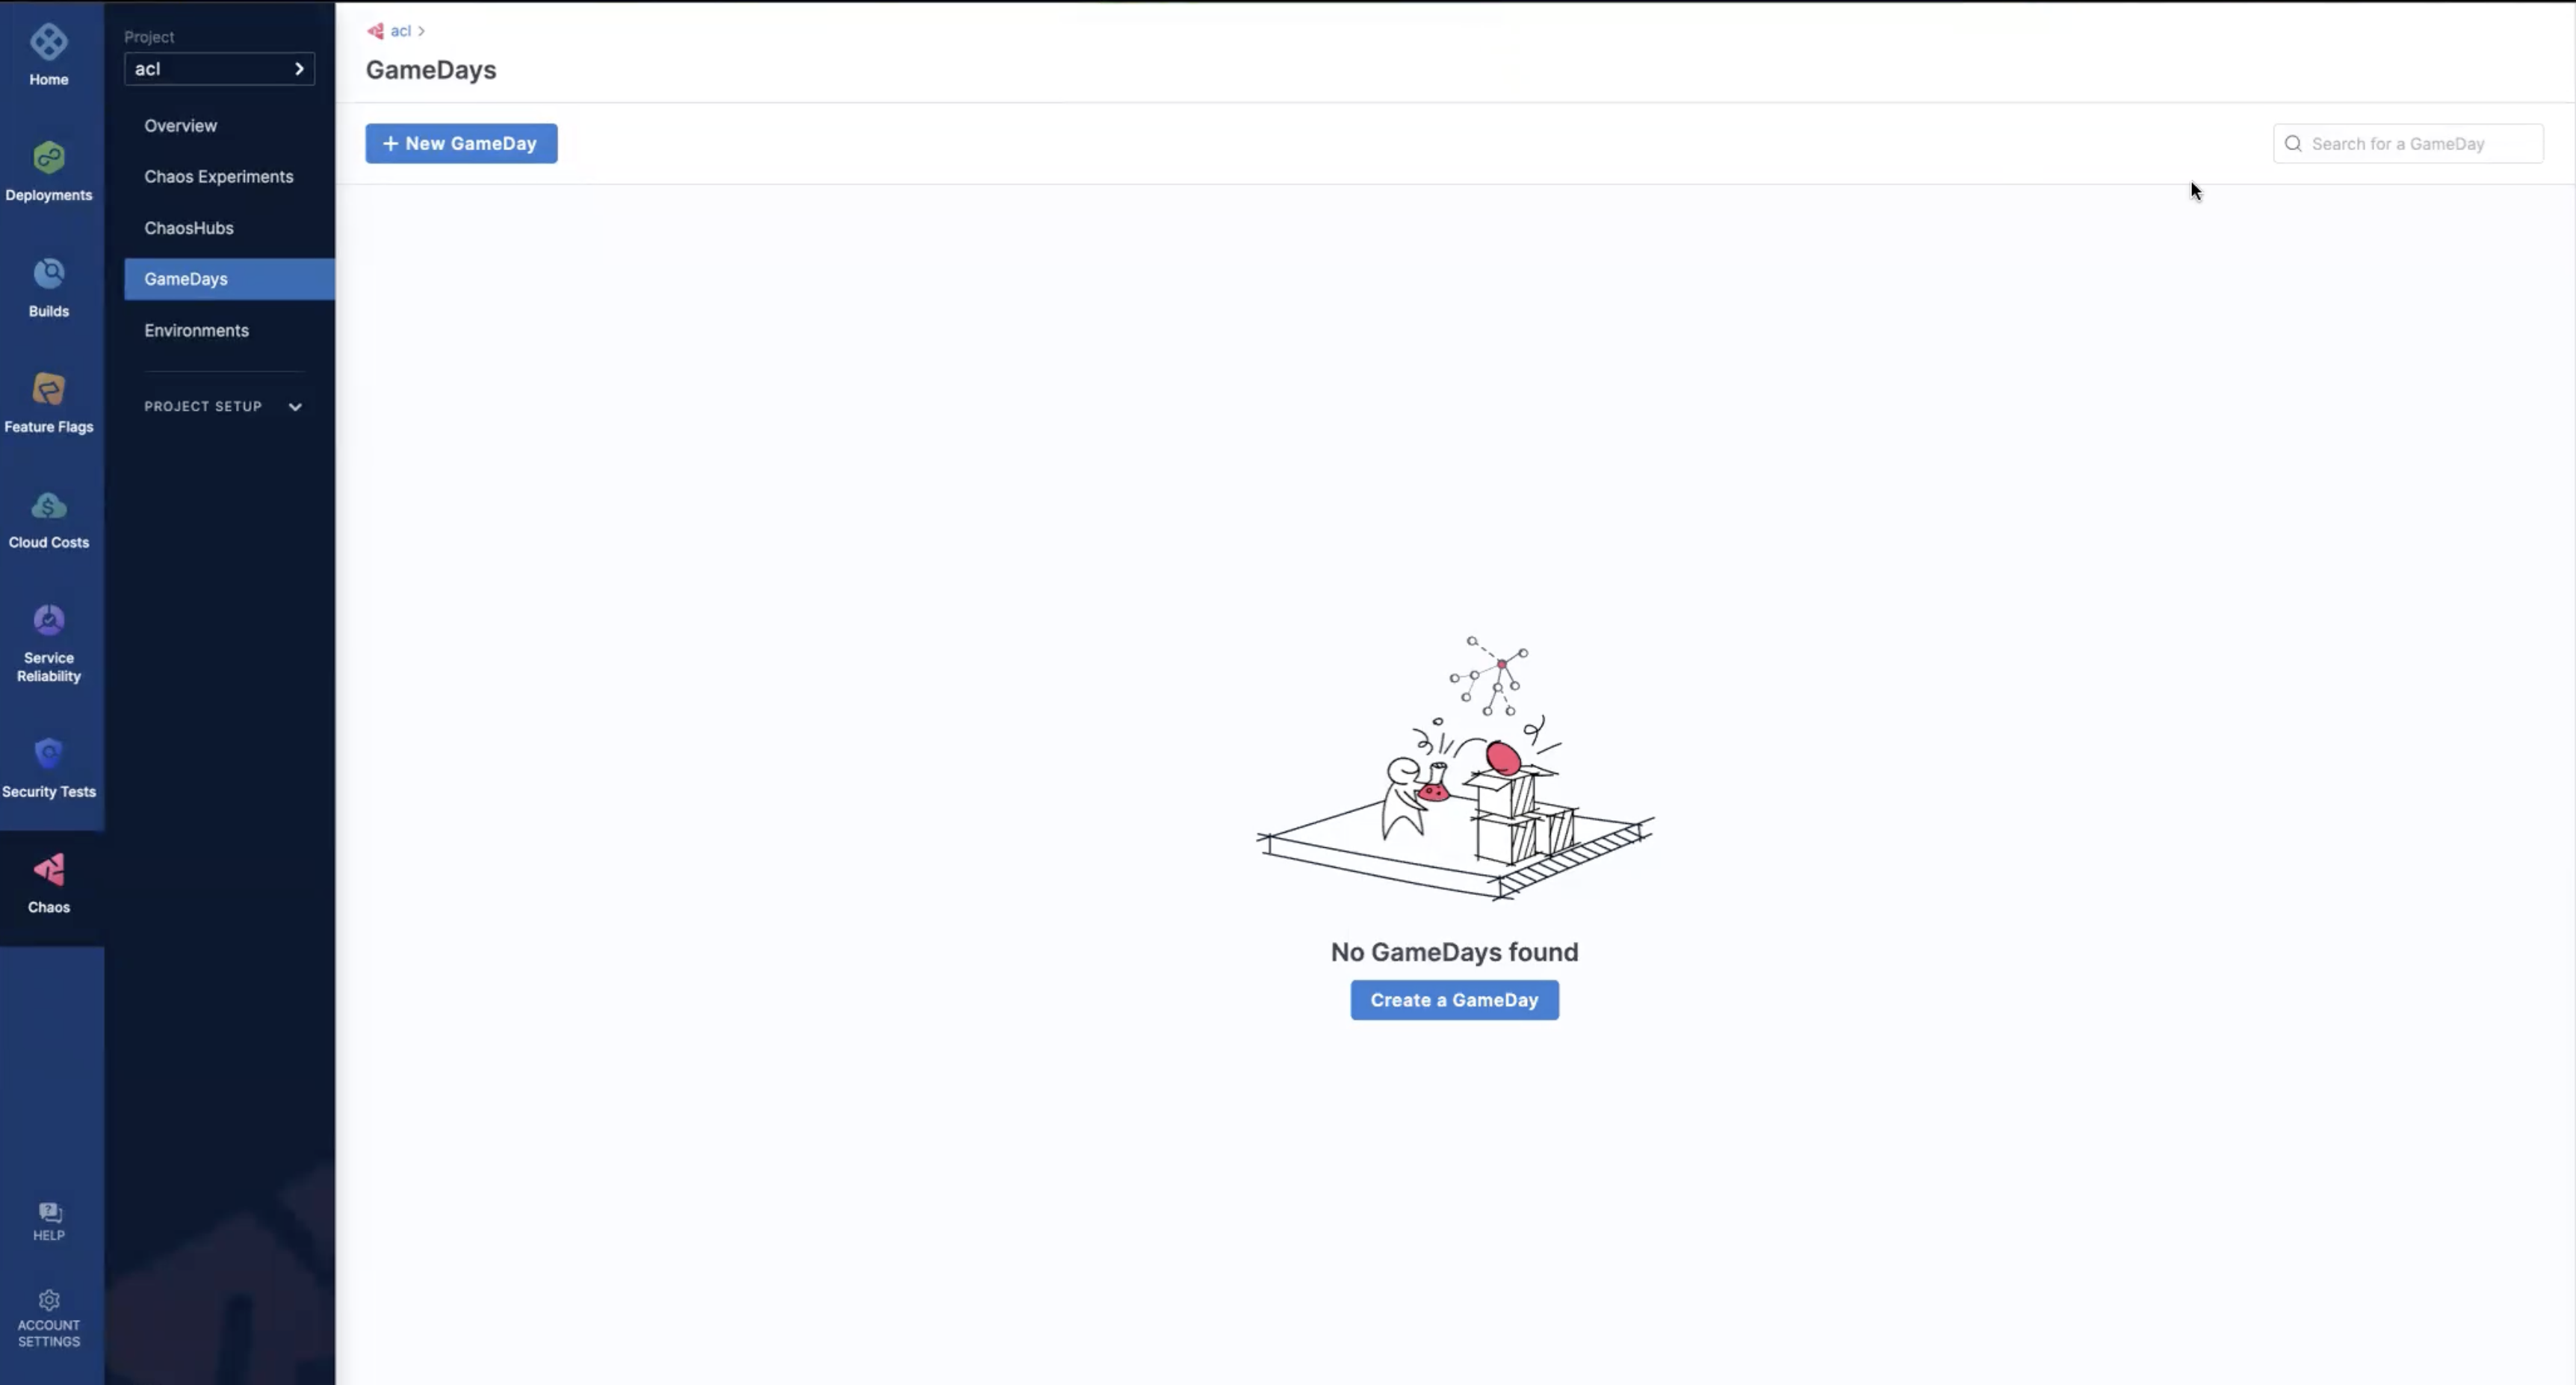 Home
Deployments
Builds
Feature Flags
Cloud Costs
Service
Reliability
Security Tests
Chaos
HELP
ACCOUNT
SETTINGS
Project
acl
Overview
Chaos Experiments
ChaosHubs
GameDays
Environments
PROJECT SETUP
acl
GameDays
+ New GameDay
Search for a GameDay
No GameDays found
Create a GameDay